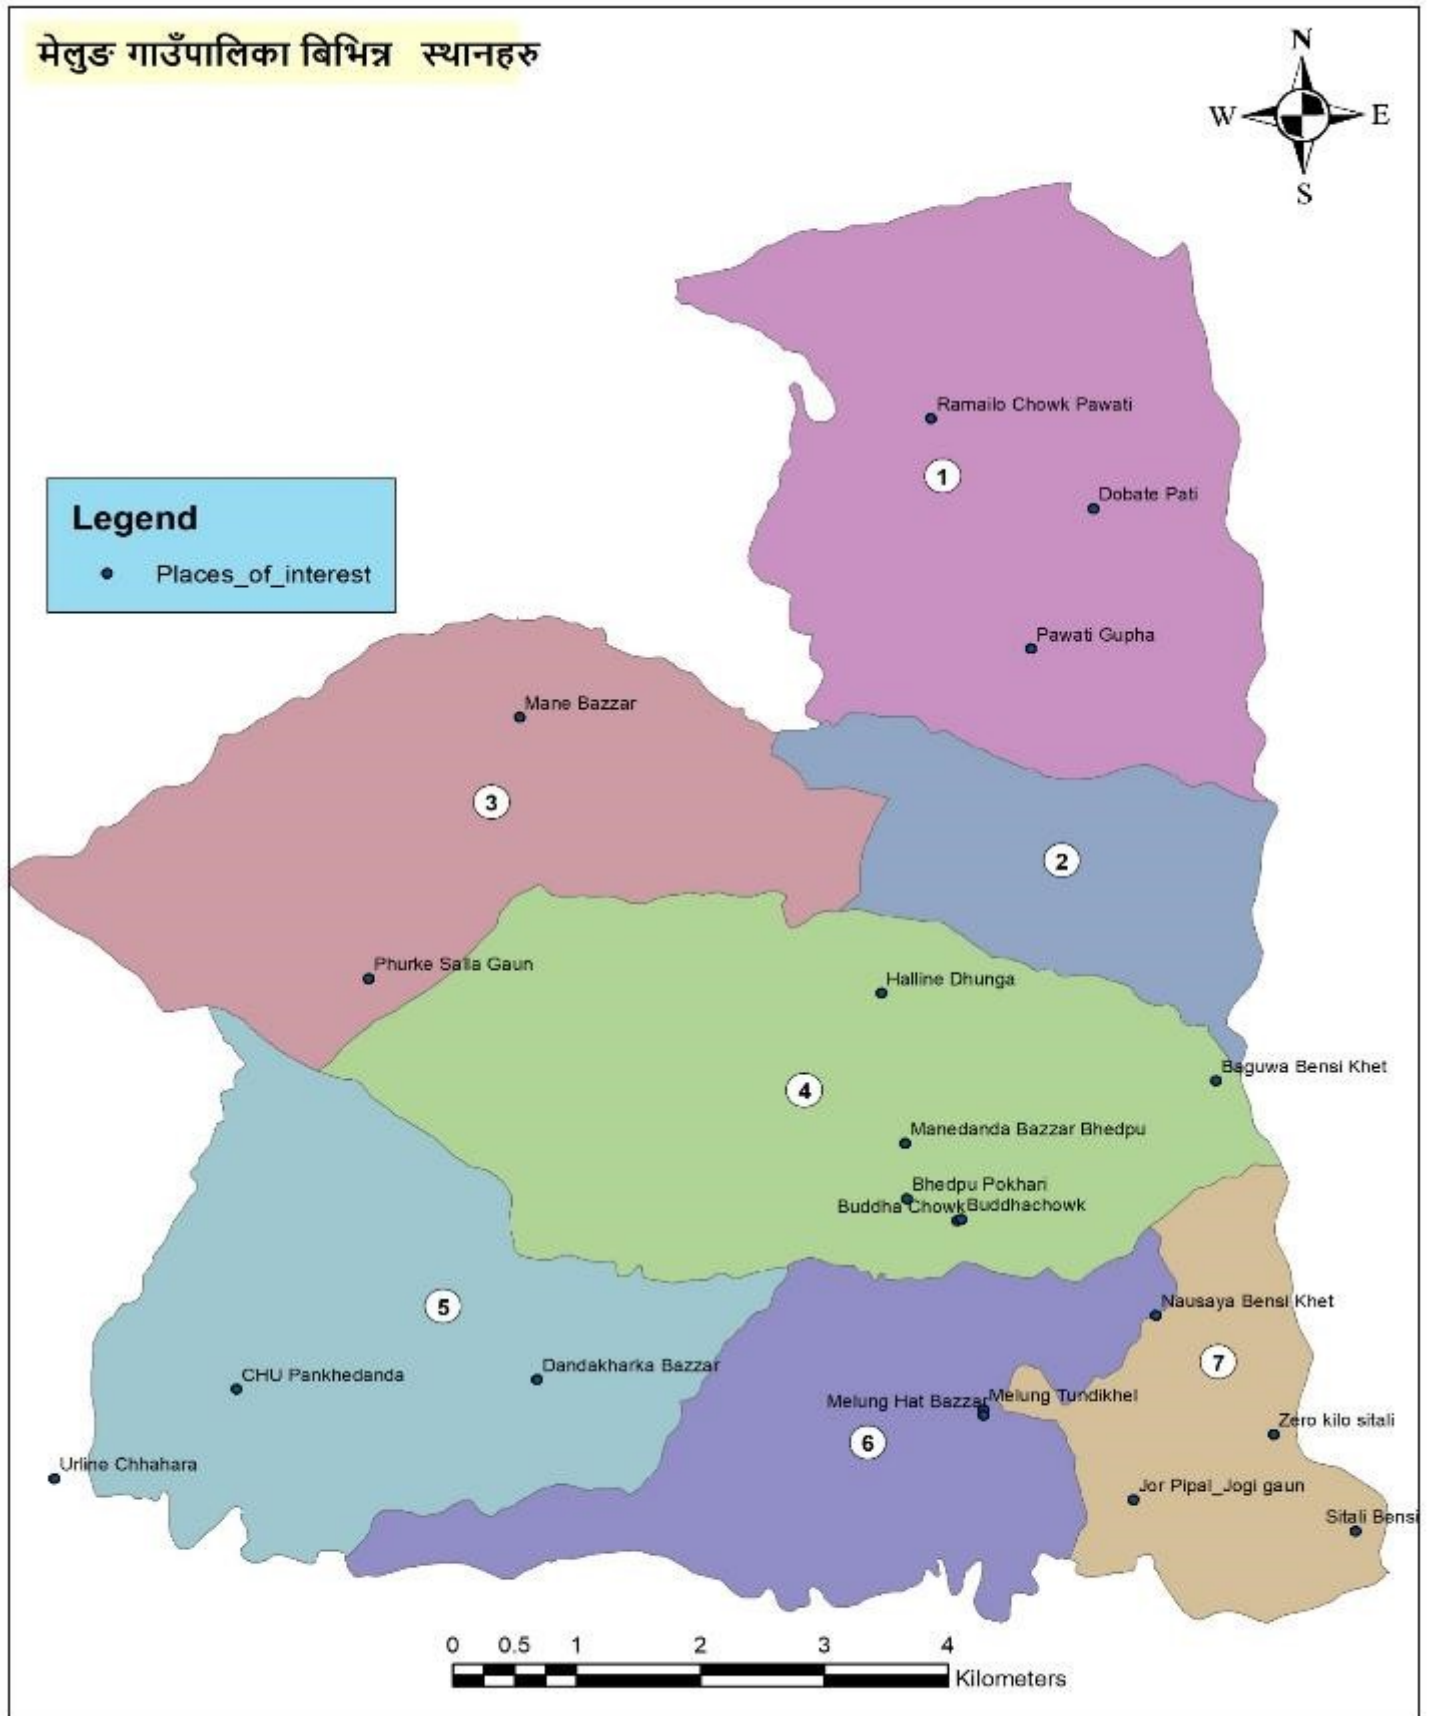 मेलुङ गाउँपालिका बिभिन्न स्थानहरु
N
W E
S
Ramailo Chowk Pawati
1
Dobate Pati
Legend
Places_of_interest
Pawati Gupha
Mane Bazzar
3
2
Phurke Salla Gaun
Halline Dhunga
Baguwa Bensi Khet
4
Manedanda Bazzar Bhedpu
Bhedpu Pokhari
Buddha Chowk Buddhachowk
5
Nausaya Bensi Khet
7
CHU Pankhedanda
Dandakharka Bazzar
Melung Hat Bazzar Melung Tundikhel
6
Zero kilo sitali
Urline Chhahara
Jor Pipal_Jogi gaun
Sitali Bensi
0 0.5 1 2 3 4
Kilometers